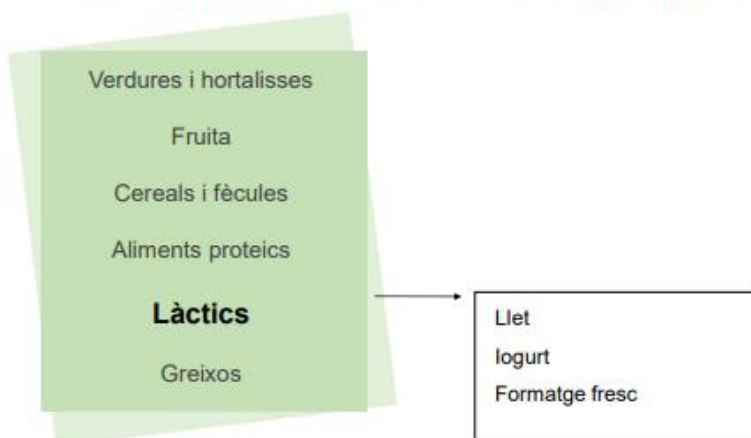 Verdures i hortalisses
Fruita
Cereals i fècules
Aliments proteics
Làctics
Greixos
Llet
Iogurt
Formatge fresc